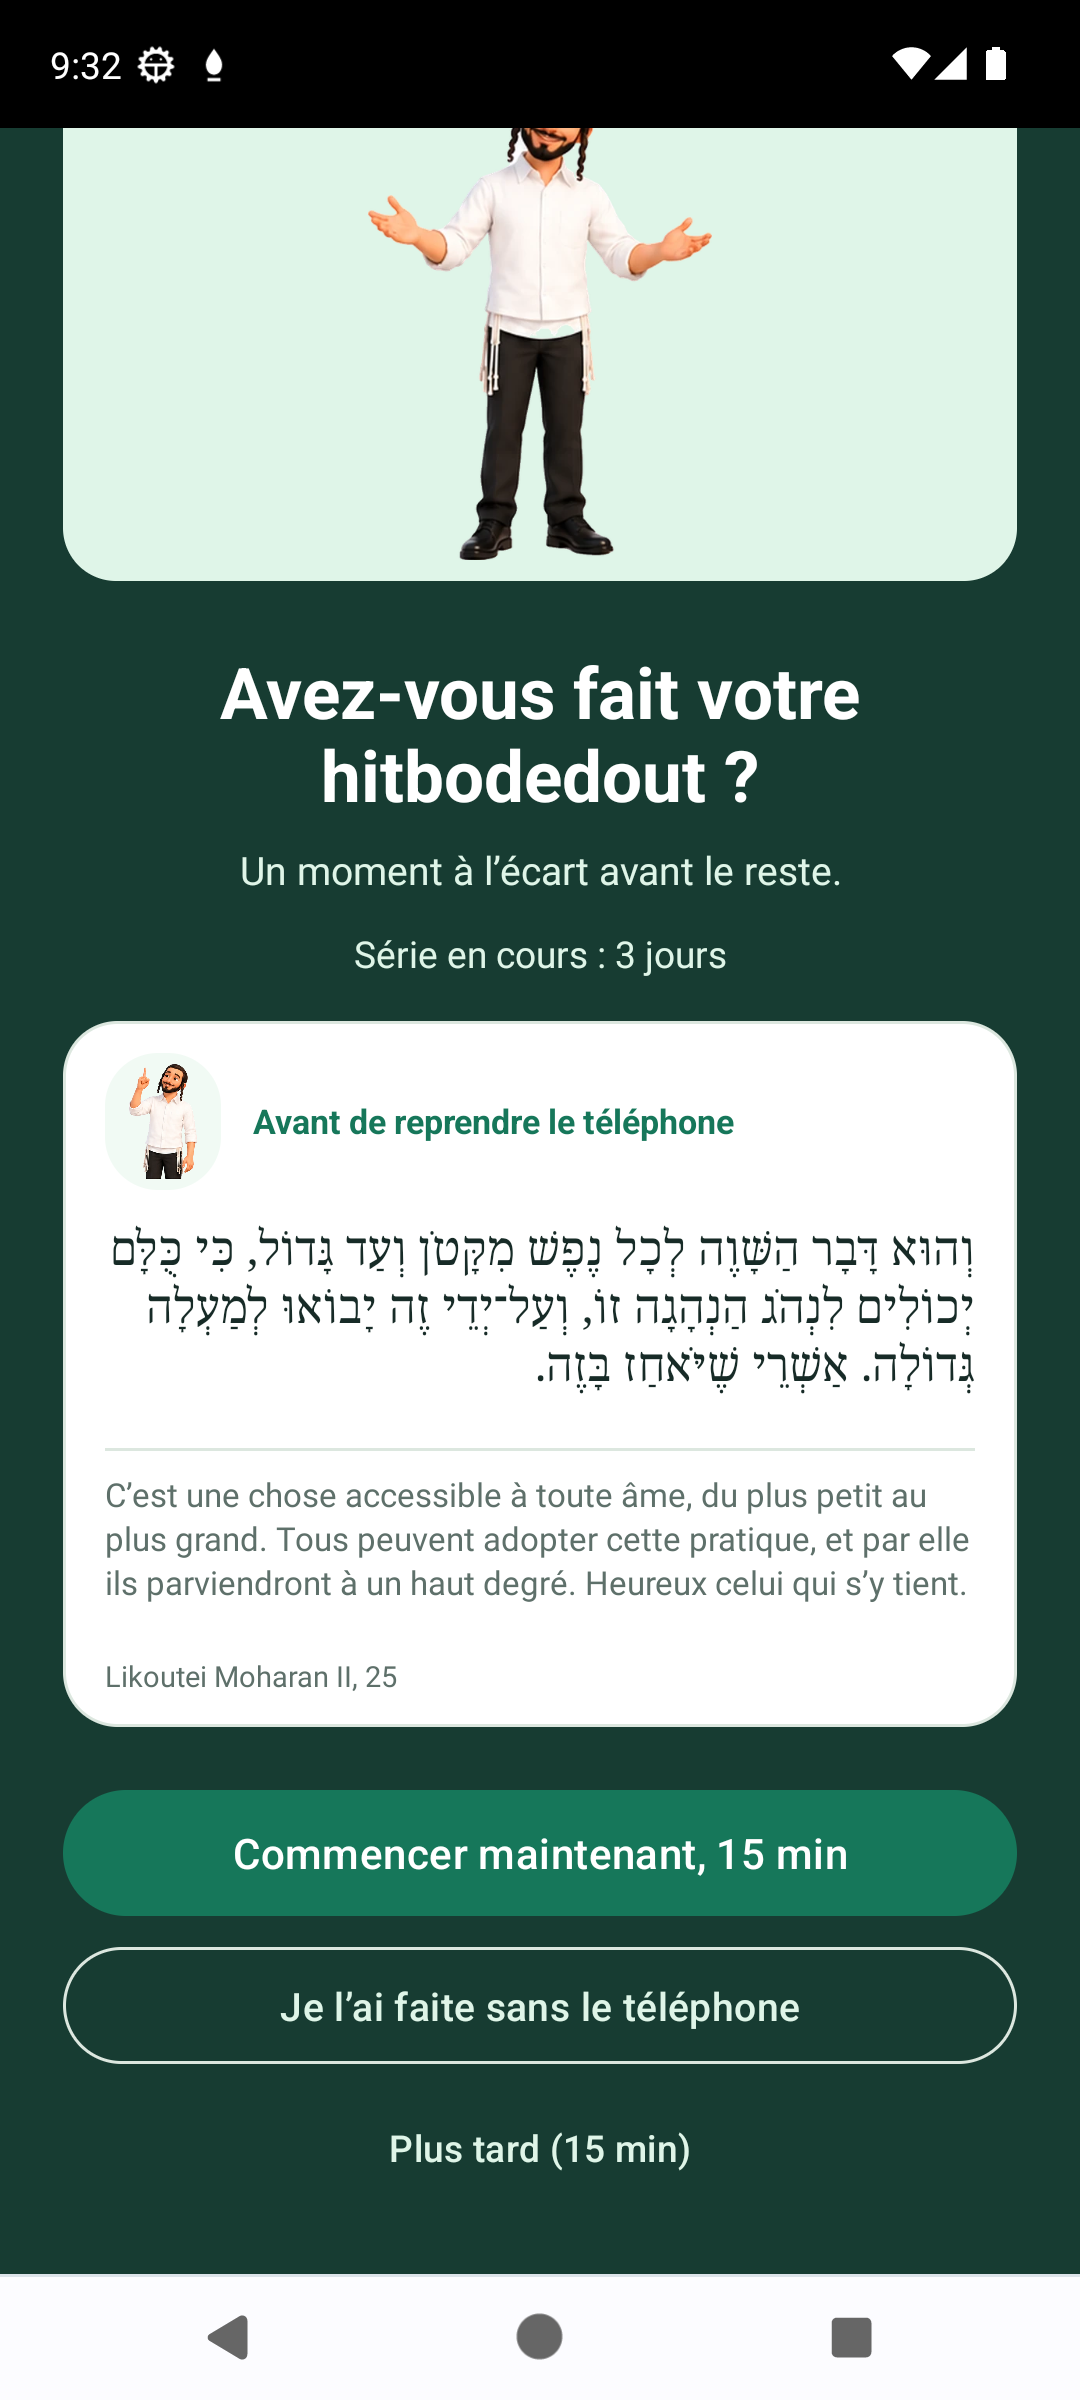 9:32
Avez-vous fait votre
hitbodedout ?
Un moment à l’écart avant le reste.
Série en cours : 3 jours
Avant de reprendre le téléphone
וְהוּא דָּבָר הַשָּׁוֶה לְכָל נֶפֶשׁ מִקָּטֹן וְעַד גָּדוֹל, כִּי כֻּלָּם
יְכוֹלִים לִנְהֹג הַנְהָגָה זוֹ, וְעַל־יְדֵי זֶה יָבוֹאוּ לְמַעְלָה
גְּדוֹלָה. אַשְׁרֵי שֶׁיֹּאחַז בָּזֶה.
C’est une chose accessible à toute âme, du plus petit au
plus grand. Tous peuvent adopter cette pratique, et par elle
ils parviendront à un haut degré. Heureux celui qui s’y tient.
Likoutei Moharan II, 25
Commencer maintenant, 15 min
Je l’ai faite sans le téléphone
Plus tard (15 min)